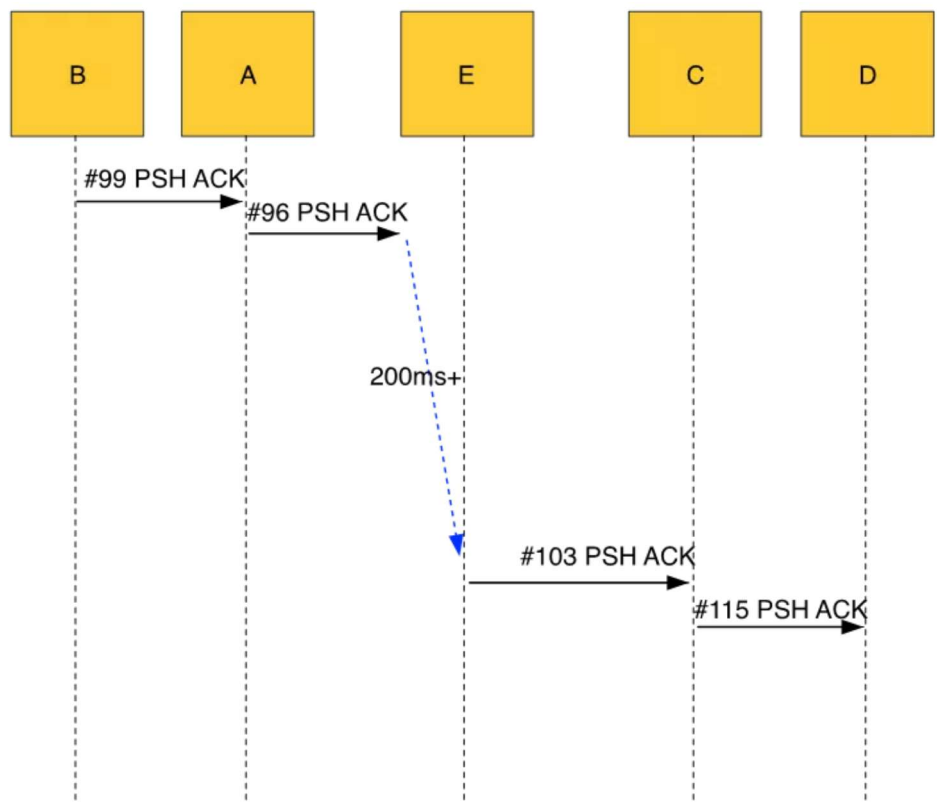 B
A
E
C
D
#99 PSH ACK
#96 PSH ACK
200ms+
#103 PSH ACK
#115 PSH ACK